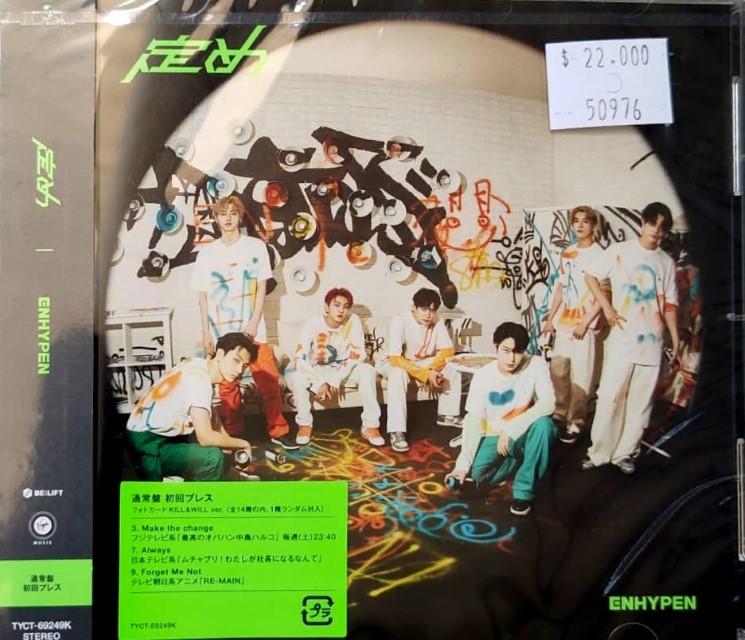 定め
$ 22.000
50976
定め | ENHYPEN
BE:LIFT
Virgin
MUSIC
通常盤
初回プレス
TYCT-69249K
STEREO
通常盤 初回プレス
フォトカード KILL&WILL ver. (全14種の内、1種ランダム封入)
3. Make the change
フジテレビ系「最高のオバハン中島ハルコ」 毎週(土)23:40
7. Always
日本テレビ系「ムチャブリ!わたしが社長になるなんて」
9. Forget Me Not
テレビ朝日系アニメ「RE-MAIN」
プラ
TYCT-69249K
ENHYPEN